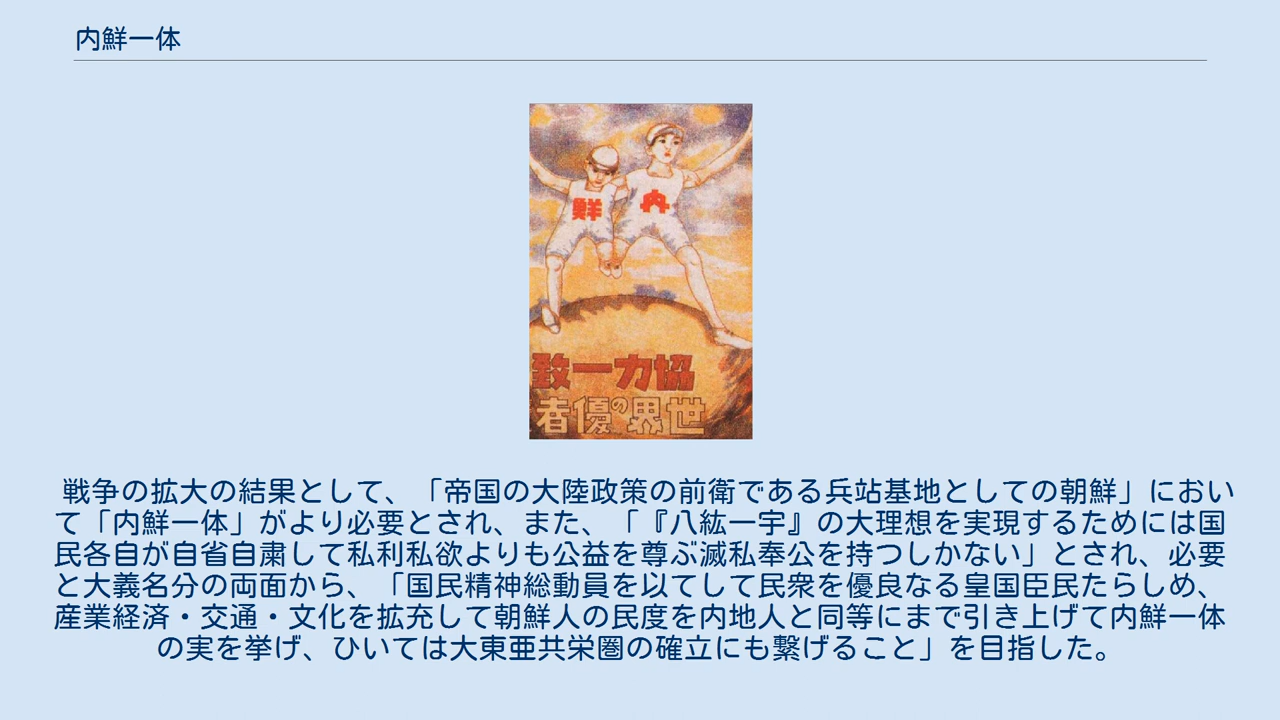 内鮮一体
鮮 内
致一力協
者優の界世
戦争の拡大の結果として、「帝国の大陸政策の前衛である兵站基地としての朝鮮」におい
て「内鮮一体」がより必要とされ、また、「『八紘一宇』の大理想を実現するためには国
民各自が自省自粛して私利私欲よりも公益を尊ぶ滅私奉公を持つしかない」とされ、必要
と大義名分の両面から、「国民精神総動員を以てして民衆を優良なる皇国臣民たらしめ、
産業経済・交通・文化を拡充して朝鮮人の民度を内地人と同等にまで引き上げて内鮮一体
の実を挙げ、ひいては大東亜共栄圏の確立にも繋げること」を目指した。